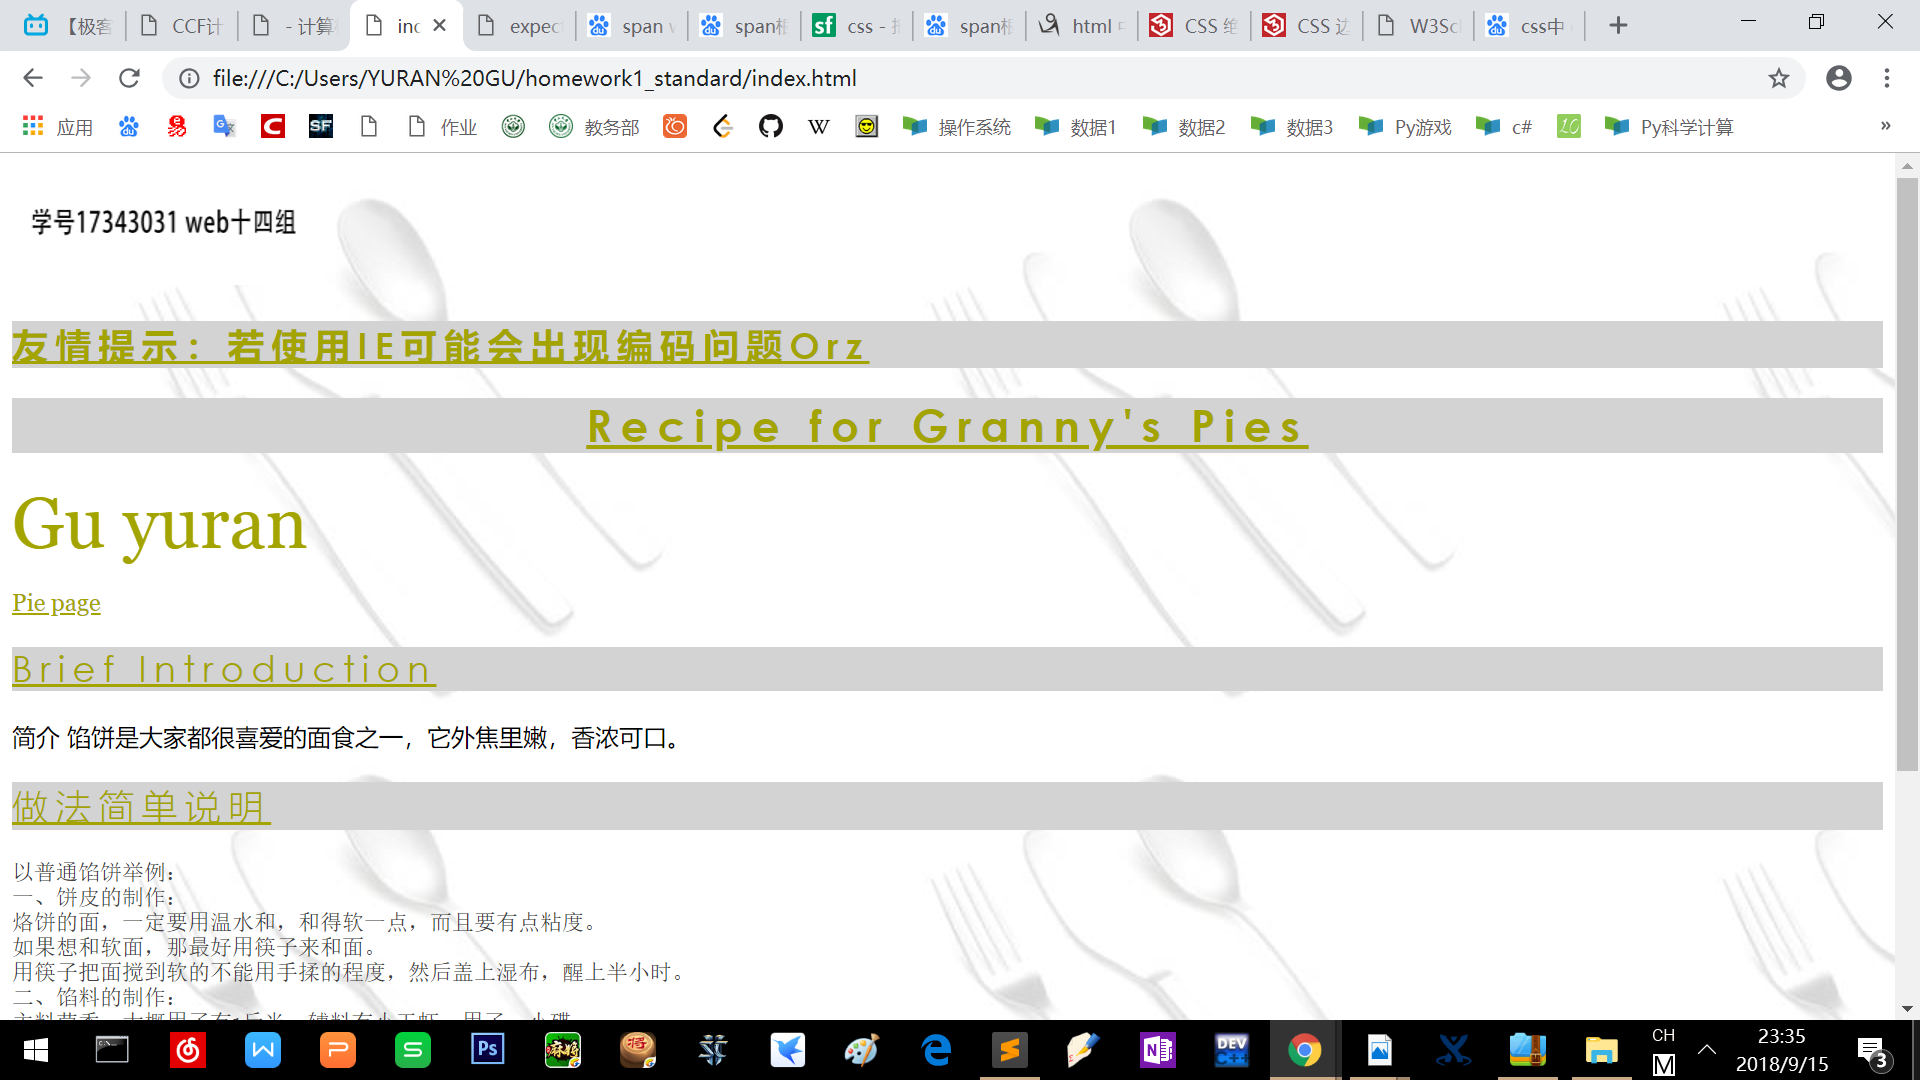 【极客
CCF计
- 计算
inc
expec
span w
span标
css - 扌
span标
html 中
CSS 绝
CSS 边
W3Sc
css中
file:///C:/Users/YURAN%20GU/homework1_standard/index.html
应用
作业
教务部
操作系统
数据1
数据2
数据3
Py游戏
c#
Py科学计算
»
学号17343031 web十四组
友情提示：若使用IE可能会出现编码问题Orz
Recipe for Granny's Pies
Gu yuran
Pie page
Brief Introduction
简介 馅饼是大家都很喜爱的面食之一，它外焦里嫩，香浓可口。
做法简单说明
以普通馅饼举例：
一、饼皮的制作：
烙饼的面，一定要用温水和，和得软一点，而且要有点粘度。
如果想和软面，那最好用筷子来和面。
用筷子把面搅到软的不能用手揉的程度，然后盖上湿布，醒上半小时。
二、馅料的制作：
CH
M
23:35
2018/9/15
3